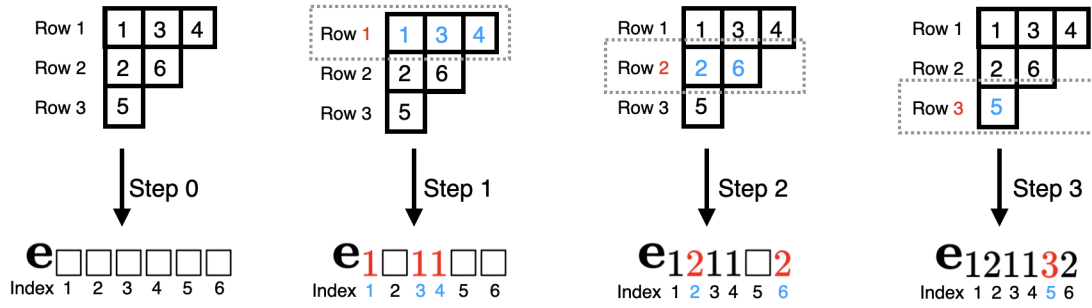 Row 1 1 3 4
Row 2 2 6
Row 3 5
Step 0
e□□□□□□
Index 1 2 3 4 5 6
Row 1 1 3 4
Row 2 2 6
Row 3 5
Step 1
e1□11□□
Index 1 2 3 4 5 6
Row 1 1 3 4
Row 2 2 6
Row 3 5
Step 2
e1211□2
Index 1 2 3 4 5 6
Row 1 1 3 4
Row 2 2 6
Row 3 5
Step 3
e121132
Index 1 2 3 4 5 6